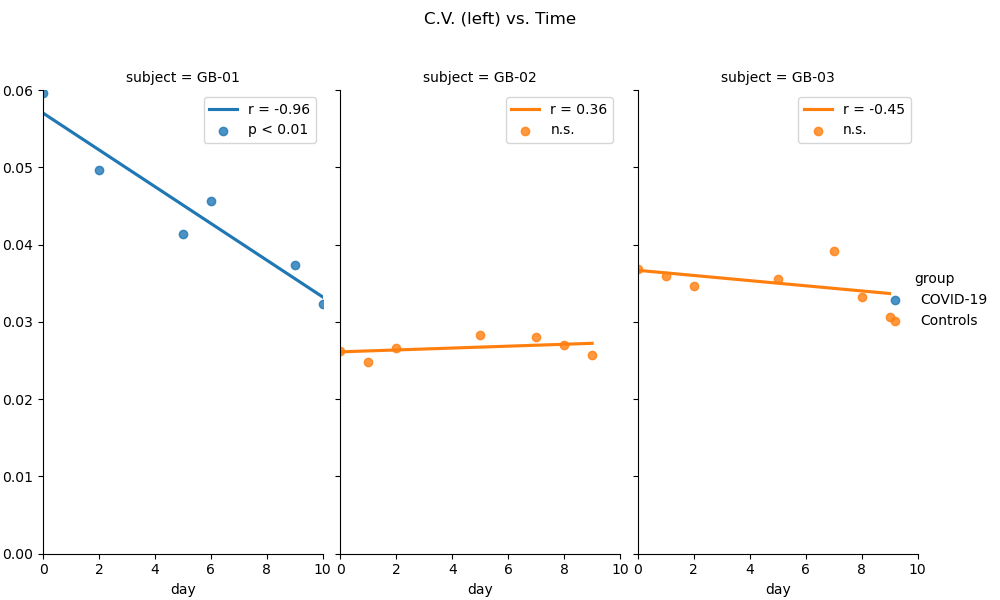 C.V. (left) vs. Time
subject = GB-01
subject = GB-02
subject = GB-03
r = -0.96
p < 0.01
r = 0.36
n.s.
r = -0.45
n.s.
0.06
0.05
0.04
0.03
0.02
0.01
0.00
group
COVID-19
Controls
0 2 4 6 8 10
0 2 4 6 8 10
0 2 4 6 8 10
day
day
day